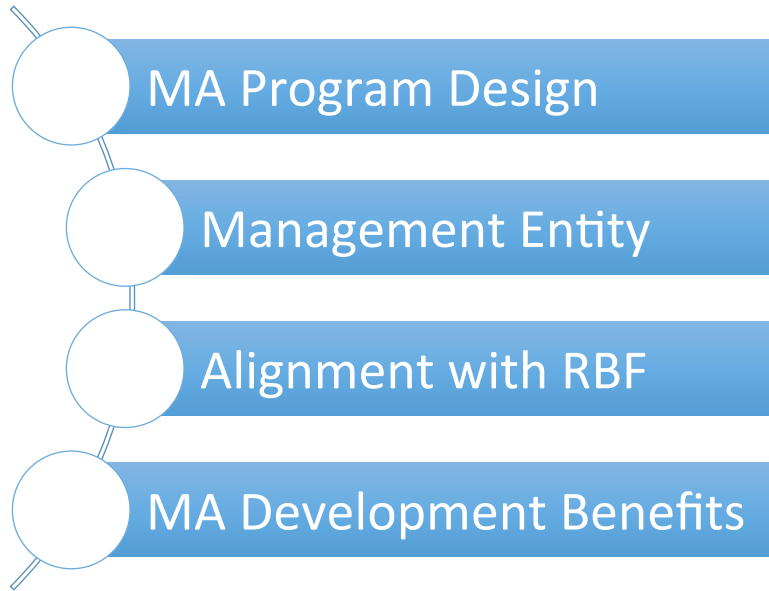 MA Program Design
Management Entity
Alignment with RBF
MA Development Benefits